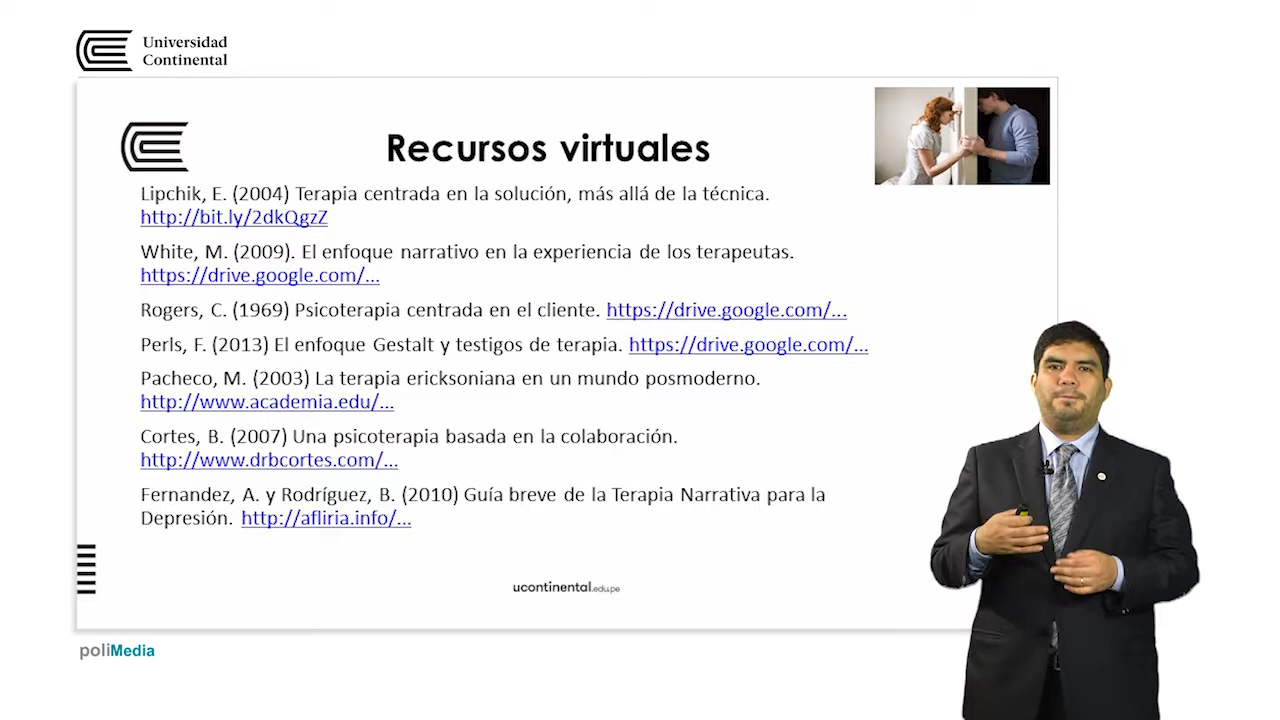 Universidad
Continental
Recursos virtuales
Lipchik, E. (2004) Terapia centrada en la solución, más allá de la técnica.
http://bit.ly/2dkQgzZ
White, M. (2009). El enfoque narrativo en la experiencia de los terapeutas.
https://drive.google.com/...
Rogers, C. (1969) Psicoterapia centrada en el cliente. https://drive.google.com/...
Perls, F. (2013) El enfoque Gestalt y testigos de terapia. https://drive.google.com/...
Pacheco, M. (2003) La terapia ericksoniana en un mundo posmoderno.
http://www.academia.edu/...
Cortes, B. (2007) Una psicoterapia basada en la colaboración.
http://www.drbcortes.com/...
Fernandez, A. y Rodríguez, B. (2010) Guía breve de la Terapia Narrativa para la
Depresión. http://afliria.info/...
ucontinental.edu.pe
poliMedia